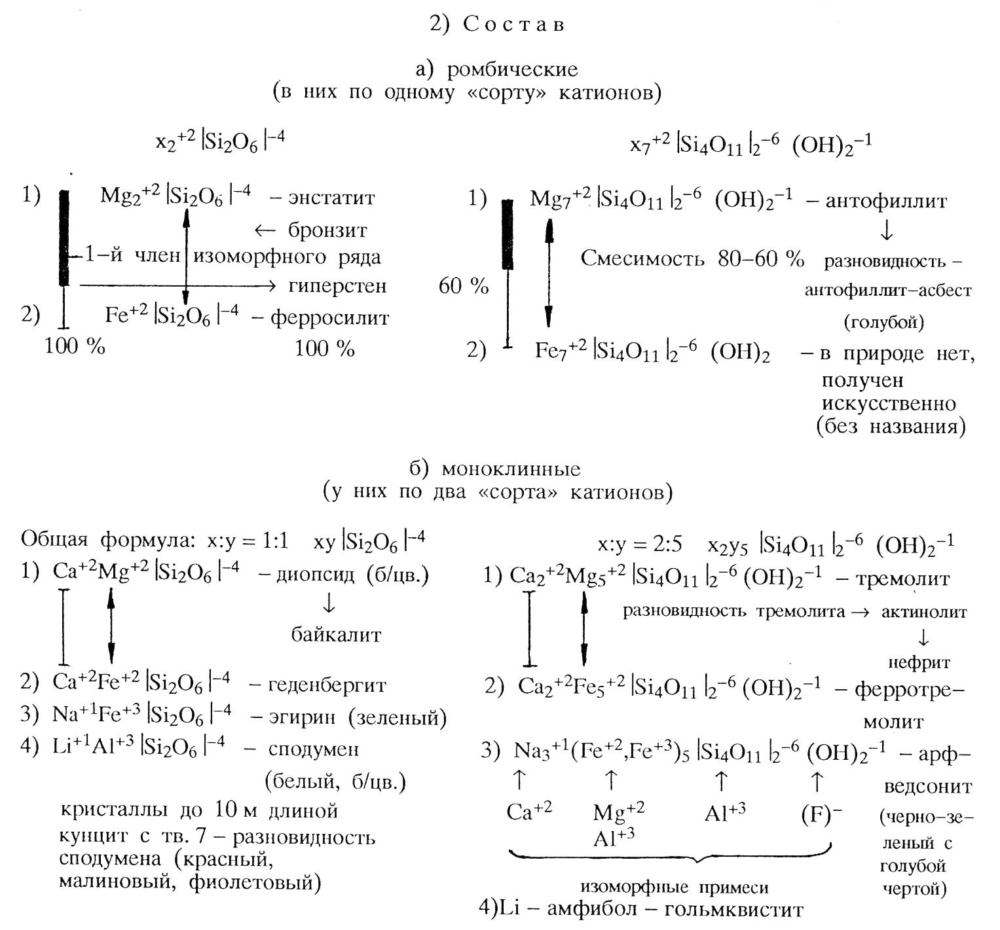 2) Состав
а) ромбические
(в них по одному «сорту» катионов)
x₂⁺² |Si₂O₆|⁻⁴
1) Mg₂⁺² |Si₂O₆|⁻⁴ – энстатит
← бронзит
1–й член изоморфного ряда
→ гиперстен
2) Fe⁺² |Si₂O₆|⁻⁴ – ферросилит
100 % 100 %
x₇⁺² |Si₄O₁₁|₂⁻⁶ (OH)₂⁻¹
1) Mg₇⁺² |Si₄O₁₁|₂⁻⁶ (OH)₂⁻¹ – антофиллит
↓
Смесимость 80–60 % разновидность –
60 % антофиллит–асбест
(голубой)
2) Fe₇⁺² |Si₄O₁₁|₂⁻⁶ (OH)₂ – в природе нет,
получен
искусственно
(без названия)
б) моноклинные
(у них по два «сорта» катионов)
Общая формула: x:y = 1:1 xy |Si₂O₆|⁻⁴
1) Ca⁺²Mg⁺² |Si₂O₆|⁻⁴ – диопсид (б/цв.)
↓
байкалит
2) Ca⁺²Fe⁺² |Si₂O₆|⁻⁴ – геденбергит
3) Na⁺¹Fe⁺³ |Si₂O₆|⁻⁴ – эгирин (зеленый)
4) Li⁺¹Al⁺³ |Si₂O₆|⁻⁴ – сподумен
(белый, б/цв.)
кристаллы до 10 м длиной
кунцит с тв. 7 – разновидность
сподумена (красный,
малиновый, фиолетовый)
x:y = 2:5 x₂y₅ |Si₄O₁₁|₂⁻⁶ (OH)₂⁻¹
1) Ca₂⁺²Mg₅⁺² |Si₄O₁₁|₂⁻⁶ (OH)₂⁻¹ – тремолит
разновидность тремолита → актинолит
↓
нефрит
2) Ca₂⁺²Fe₅⁺² |Si₄O₁₁|₂⁻⁶ (OH)₂⁻¹ – ферротре–
молит
3) Na₃⁺¹(Fe⁺²,Fe⁺³)₅ |Si₄O₁₁|₂⁻⁶ (OH)₂⁻¹ – арф–
↑ ↑ ↑ ↑ ведсонит
Ca⁺² Mg⁺² Al⁺³ (F)⁻ (черно–зе–
Al⁺³ леный с
голубой
изоморфные примеси чертой)
4)Li – амфибол – гольмквистит